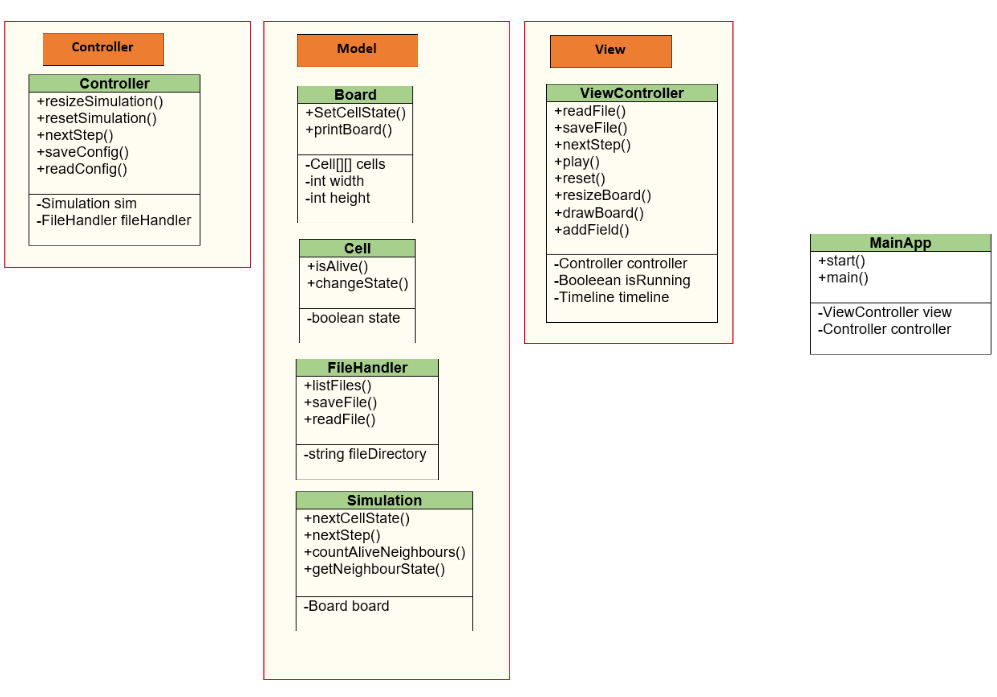 Controller
Controller
+resizeSimulation()
+resetSimulation()
+nextStep()
+saveConfig()
+readConfig()
-Simulation sim
-FileHandler fileHandler
Model
Board
+SetCellState()
+printBoard()
-Cell[][] cells
-int width
-int height
Cell
+isAlive()
+changeState()
-boolean state
FileHandler
+listFiles()
+saveFile()
+readFile()
-string fileDirectory
Simulation
+nextCellState()
+nextStep()
+countAliveNeighbours()
+getNeighbourState()
-Board board
View
ViewController
+readFile()
+saveFile()
+nextStep()
+play()
+reset()
+resizeBoard()
+drawBoard()
+addField()
-Controller controller
-Booleean isRunning
-Timeline timeline
MainApp
+start()
+main()
-ViewController view
-Controller controller